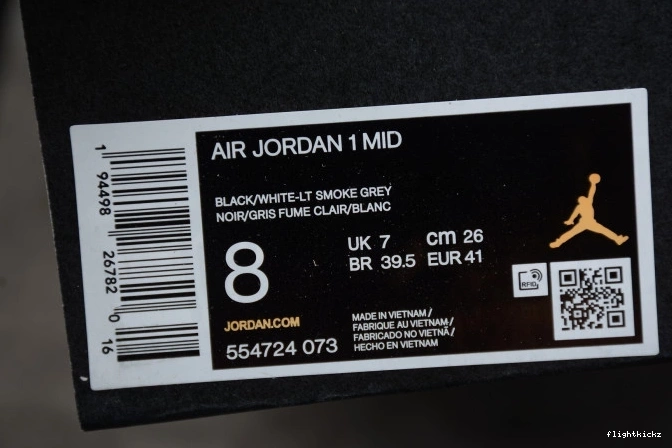 AIR JORDAN 1 MID
BLACK/WHITE-LT SMOKE GREY
NOIR/GRIS FUME CLAIR/BLANC
8
UK 7 cm 26
BR 39.5 EUR 41
JORDAN.COM
554724 073
MADE IN VIETNAM /
FABRIQUE AU VIETNAM /
FABRICADO NO VIETNÃ /
HECHO EN VIETNAM
RFID
1 94498 26782 0 16
flightkickz